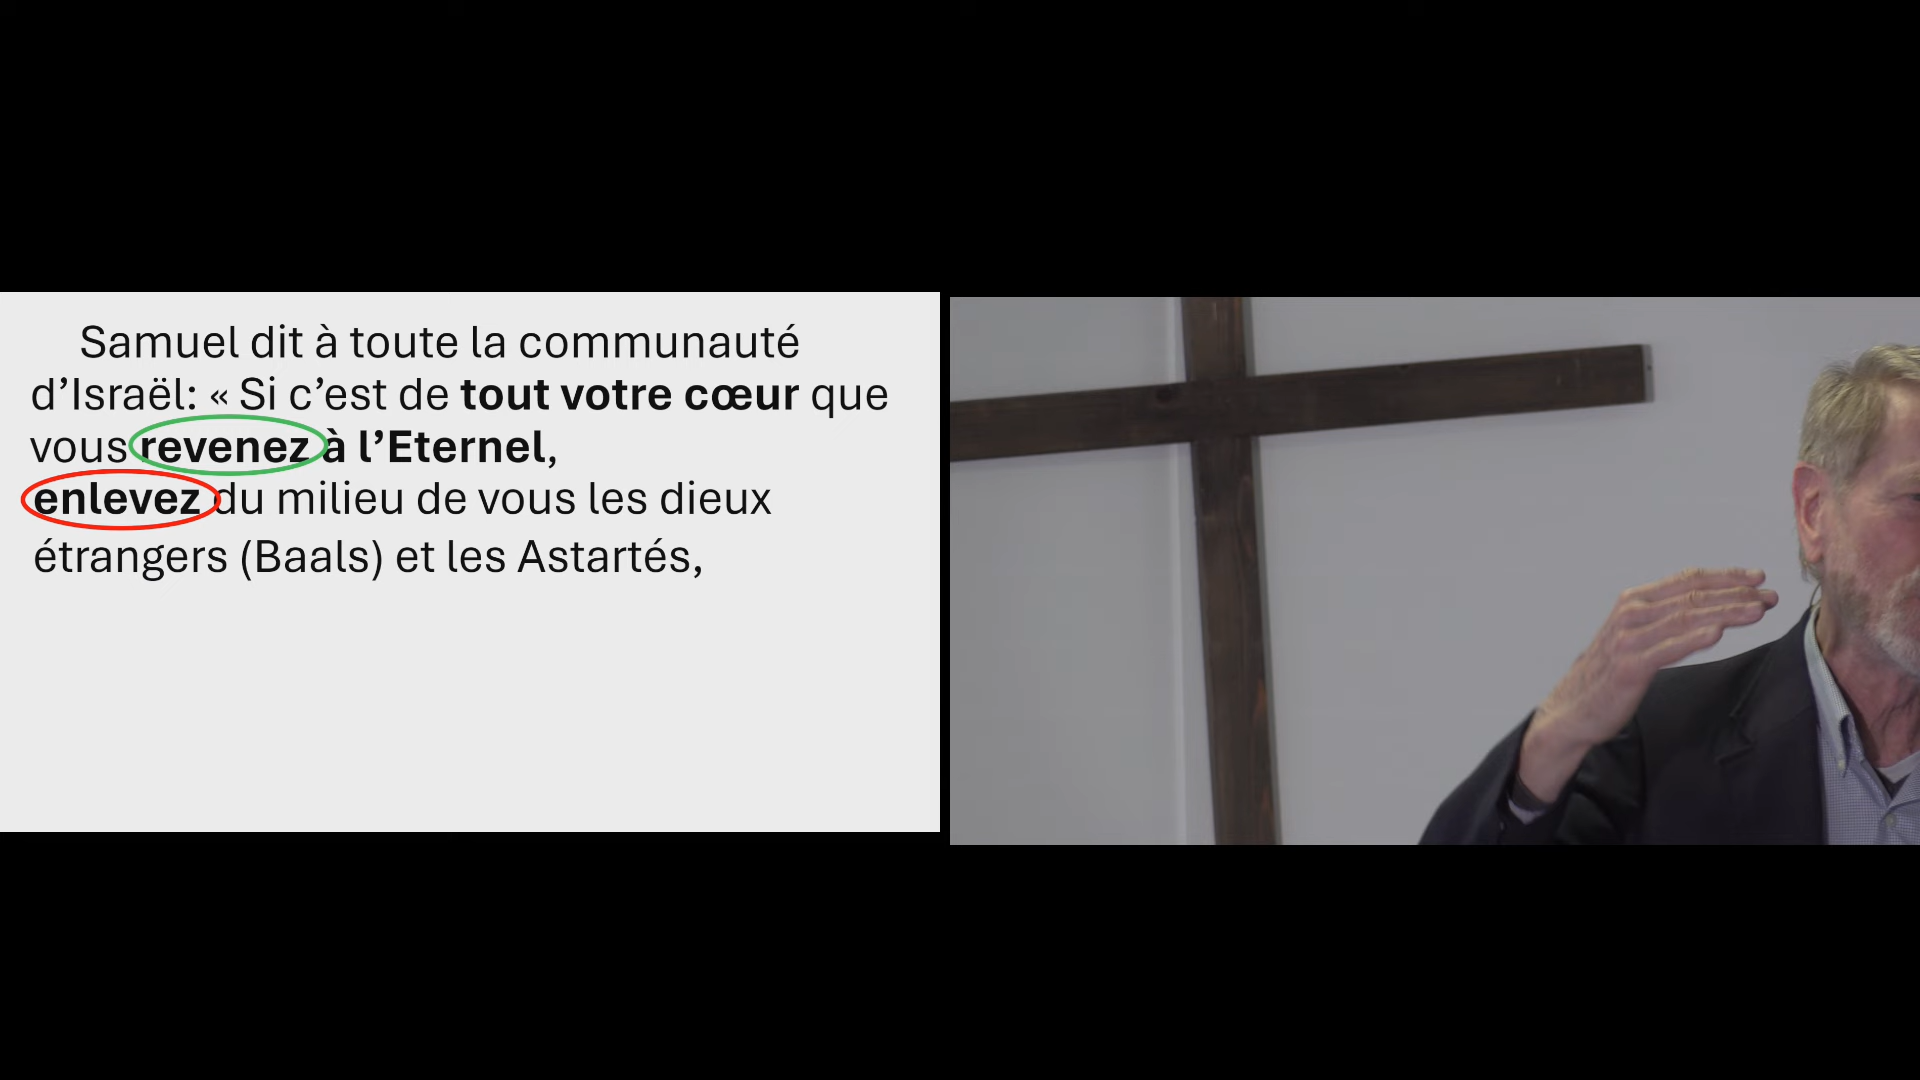 Samuel dit à toute la communauté
d’Israël: « Si c’est de tout votre cœur que
vous revenez à l’Eternel,
enlevez du milieu de vous les dieux
étrangers (Baals) et les Astartés,